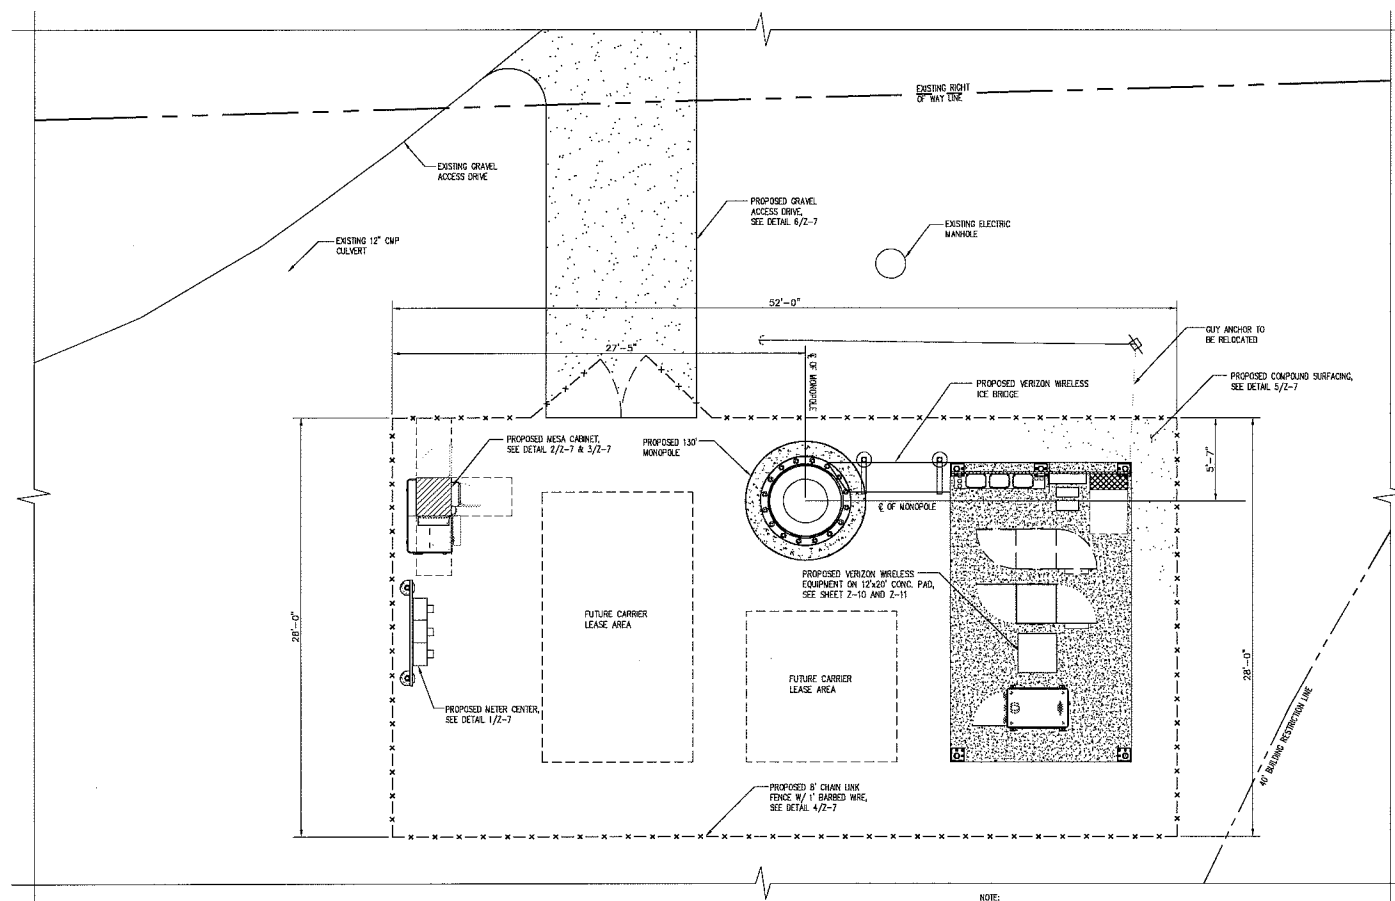 EXISTING RIGHT
OF WAY LINE
EXISTING GRAVEL
ACCESS DRIVE
PROPOSED GRAVEL
ACCESS DRIVE,
SEE DETAIL 6/Z-7
EXISTING ELECTRIC
MANHOLE
EXISTING 12" CMP
CULVERT
52'-0"
GUY ANCHOR TO
BE RELOCATED
27'-5"
℄ OF MONOPOLE
PROPOSED COMPOUND SURFACING,
SEE DETAIL 5/Z-7
PROPOSED VERIZON WIRELESS
ICE BRIDGE
PROPOSED MESA CABINET,
SEE DETAIL 2/Z-7 & 3/Z-7
PROPOSED 130'
MONOPOLE
5'-7"
℄ OF MONOPOLE
PROPOSED VERIZON WIRELESS
EQUIPMENT ON 12'x20' CONC. PAD,
SEE SHEET Z-10 AND Z-11
FUTURE CARRIER
LEASE AREA
28'-0"
FUTURE CARRIER
LEASE AREA
28'-0"
PROPOSED METER CENTER,
SEE DETAIL 1/Z-7
40' BUILDING RESTRICTION LINE
PROPOSED 8' CHAIN LINK
FENCE W/ 1' BARBED WIRE,
SEE DETAIL 4/Z-7
NOTE: